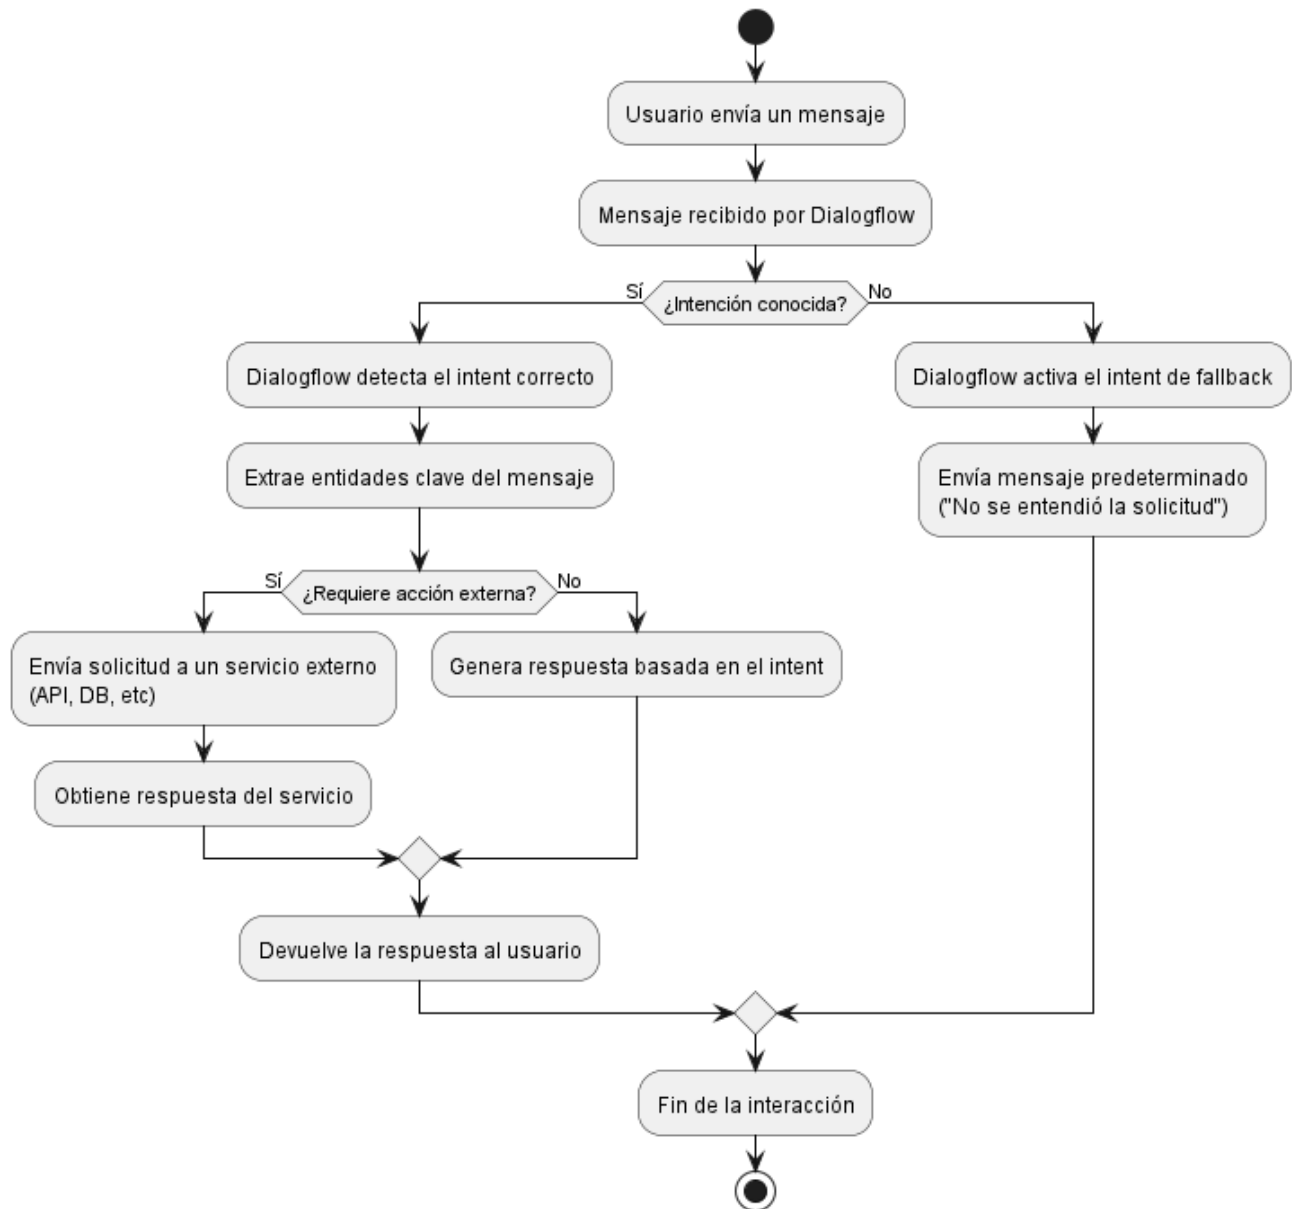 Usuario envía un mensaje
Mensaje recibido por Dialogflow
Sí
¿Intención conocida?
No
Dialogflow detecta el intent correcto
Dialogflow activa el intent de fallback
Extrae entidades clave del mensaje
Envía mensaje predeterminado
("No se entendió la solicitud")
Sí
¿Requiere acción externa?
No
Envía solicitud a un servicio externo
(API, DB, etc)
Genera respuesta basada en el intent
Obtiene respuesta del servicio
Devuelve la respuesta al usuario
Fin de la interacción